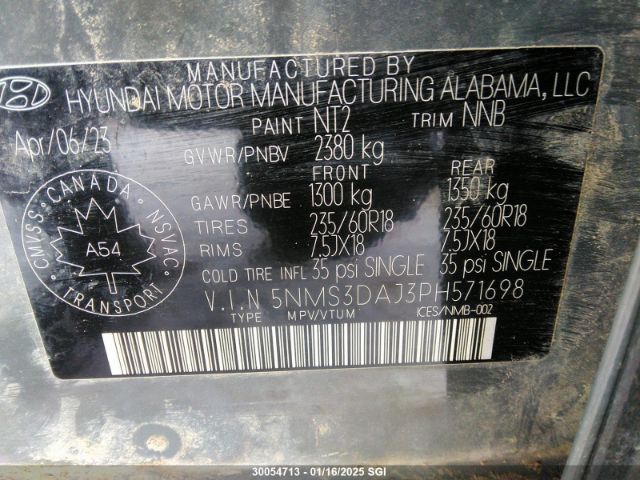 MANUFACTURED BY
HYUNDAI MOTOR MANUFACTURING ALABAMA, LLC
Apr/06/23 PAINT NT2 TRIM NNB
GVWR/PNBV 2380 kg
FRONT REAR
GAWR/PNBE 1300 kg 1350 kg
TIRES 235/60R18 235/60R18
RIMS 7.5JX18 7.5JX18
COLD TIRE INFL 35 psi SINGLE 35 psi SINGLE
CANADA
CMVSS NSVAC
A54
TRANSPORT
V.I.N 5NMS3DAJ3PH571698
TYPE MPV/VTUM ICES/NMB-002
30054713 - 01/16/2025 SGI